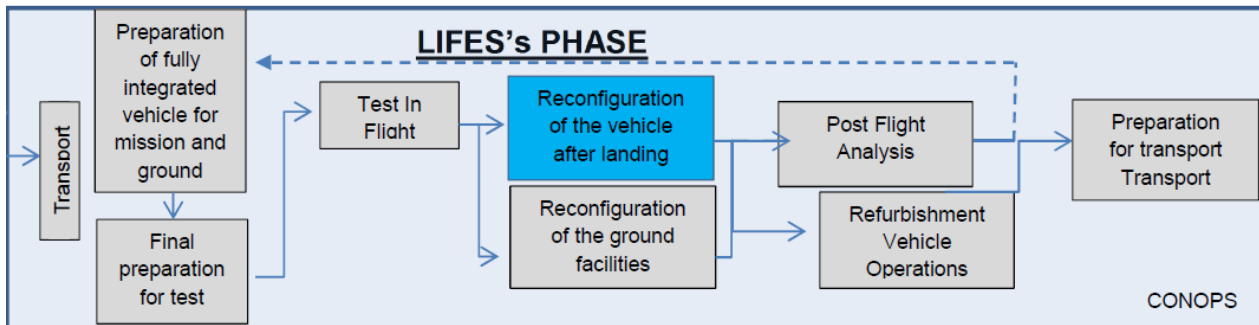 LIFES's PHASE
Transport
Preparation
of fully
integrated
vehicle for
mission and
ground
Final
preparation
for test
Test In
Flight
Reconfiguration
of the vehicle
after landing
Reconfiguration
of the ground
facilities
Post Flight
Analysis
Refurbishment
Vehicle
Operations
Preparation
for transport
Transport
CONOPS